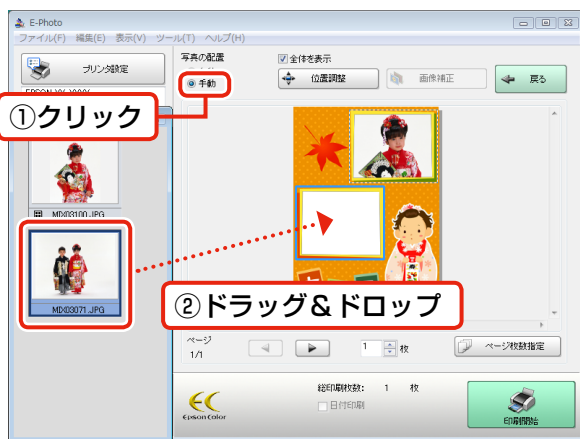 E-Photo
ファイル(F) 編集(E) 表示(V) ツール(T) ヘルプ(H)
プリンタ設定
写真の配置
全体を表示
手動
位置調整
画像補正
戻る
①クリック
MDX03100.JPG
MDX03071.JPG
②ドラッグ&ドロップ
ページ
1/1
1 枚
ページ枚数指定
総印刷枚数: 1 枚
日付印刷
Epson Color
印刷開始